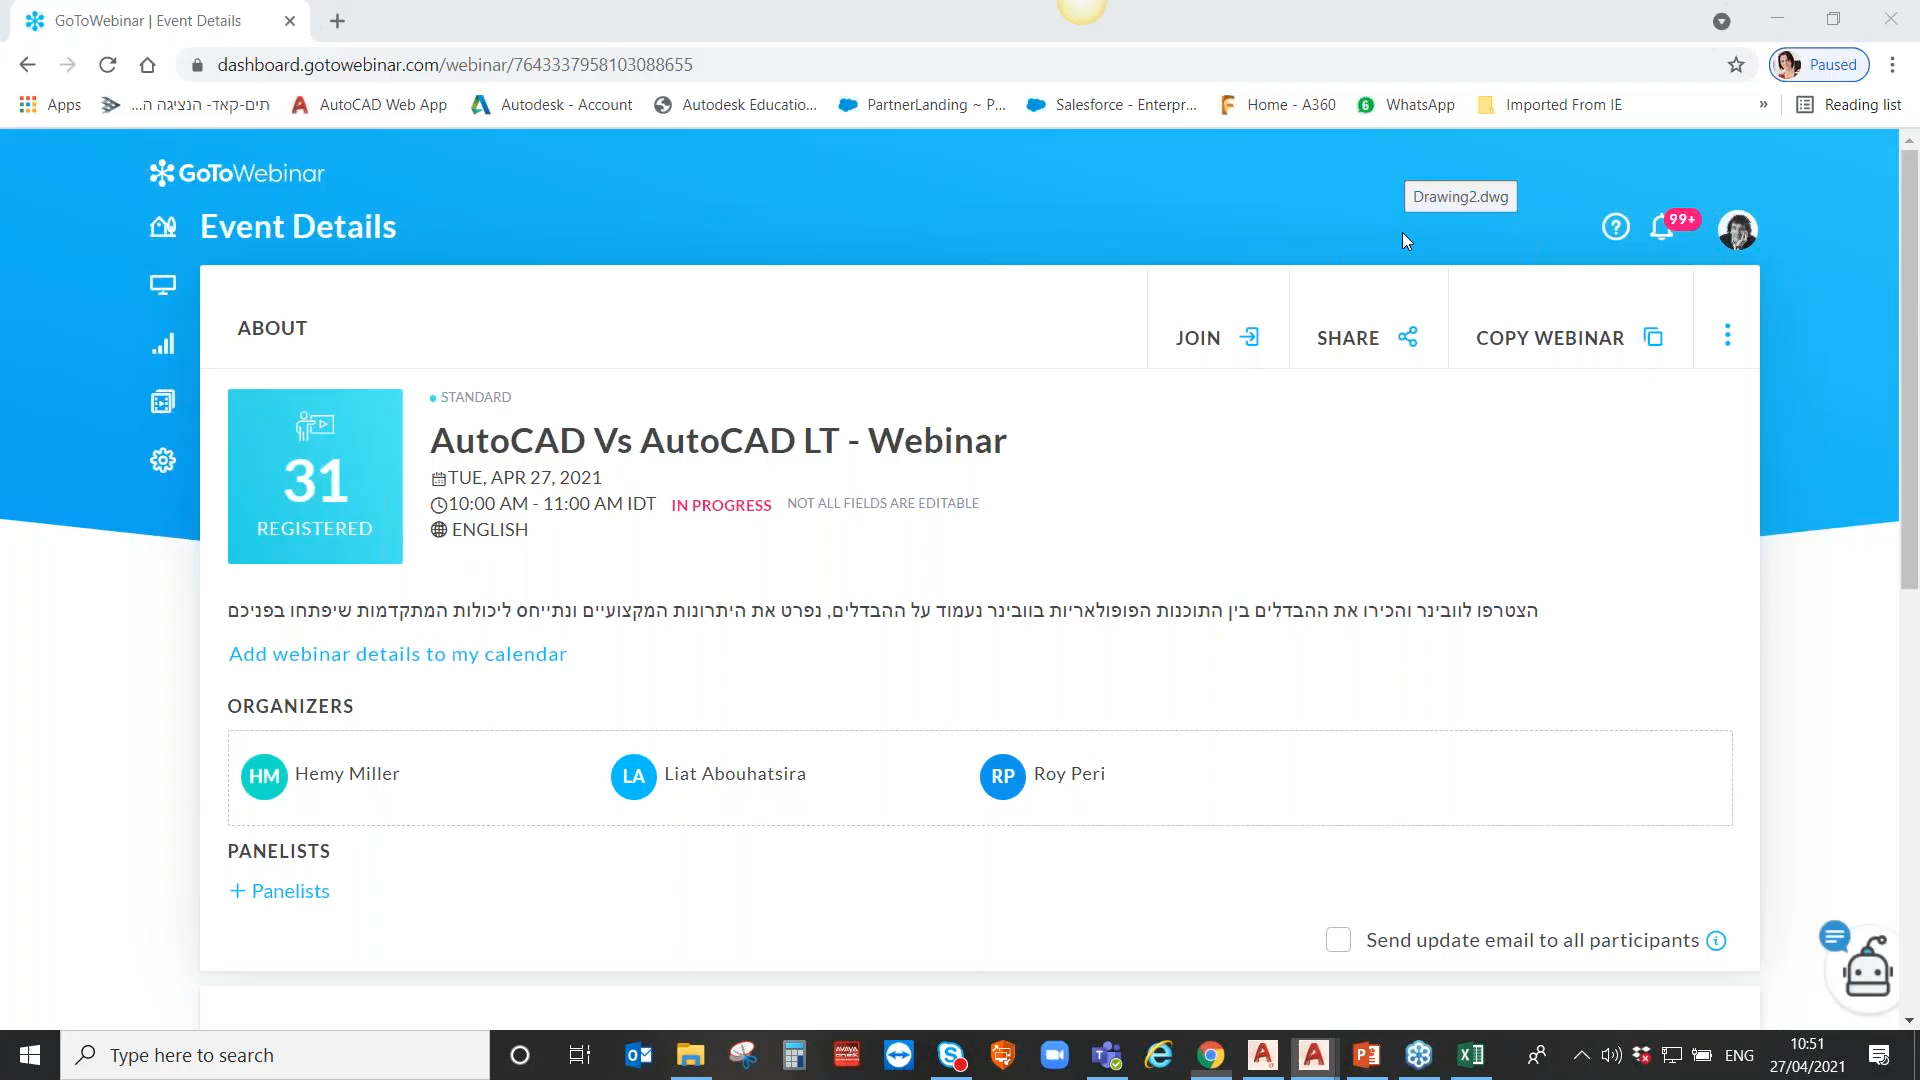 GoToWebinar | Event Details
dashboard.gotowebinar.com/webinar/7643337958103088655
Paused
Apps
תים-קאד- הנציגה ה...
AutoCAD Web App
Autodesk - Account
Autodesk Educatio...
PartnerLanding ~ P...
Salesforce - Enterpr...
Home - A360
6
WhatsApp
Imported From IE
»
Reading list
GoToWebinar
Drawing2.dwg
Event Details
99+
ABOUT
JOIN
SHARE
COPY WEBINAR
31
REGISTERED
STANDARD
AutoCAD Vs AutoCAD LT - Webinar
TUE, APR 27, 2021
10:00 AM - 11:00 AM IDT IN PROGRESS NOT ALL FIELDS ARE EDITABLE
ENGLISH
הצטרפו לוובינר והכירו את ההבדלים בין התוכנות הפופולאריות בוובינר נעמוד על ההבדלים, נפרט את היתרונות המקצועיים ונתייחס ליכולות המתקדמות שיפתחו בפניכם
Add webinar details to my calendar
ORGANIZERS
HM Hemy Miller
LA Liat Abouhatsira
RP Roy Peri
PANELISTS
+ Panelists
Send update email to all participants
Type here to search
ENG
10:51
27/04/2021